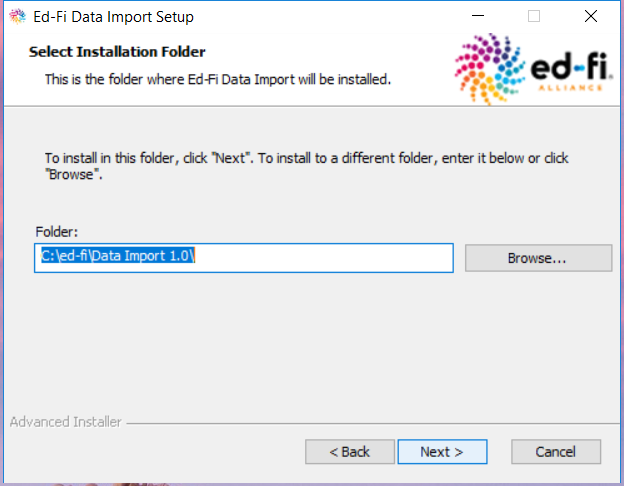 Ed-Fi Data Import Setup
Select Installation Folder
This is the folder where Ed-Fi Data Import will be installed.
ed-fi.
ALLIANCE
To install in this folder, click "Next". To install to a different folder, enter it below or click
"Browse".
Folder:
C:\ed-fi\Data Import 1.0\
Browse...
Advanced Installer
< Back
Next >
Cancel